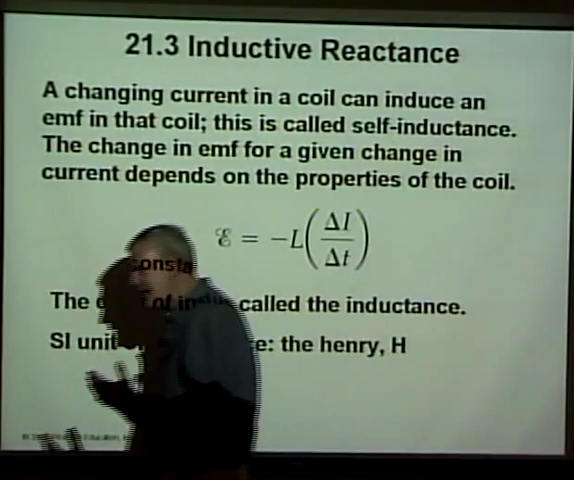 21.3 Inductive Reactance
A changing current in a coil can induce an
emf in that coil; this is called self-inductance.
The change in emf for a given change in
current depends on the properties of the coil.
ℰ = −L(ΔI/Δt)
The called the inductance.
SI unit e: the henry, H